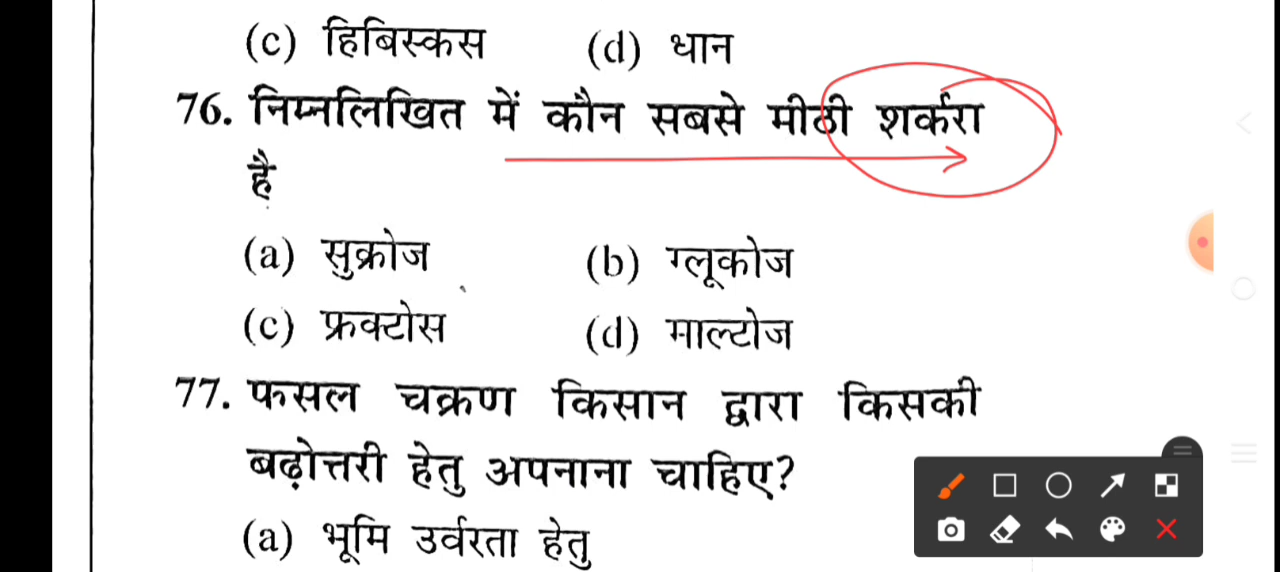 (c) हिबिस्कस (d) धान
76. निम्नलिखित में कौन सबसे मीठी शर्करा
है
(a) सुक्रोज (b) ग्लूकोज
(c) फ्रक्टोस (d) माल्टोज
77. फसल चक्रण किसान द्वारा किसकी
बढ़ोत्तरी हेतु अपनाना चाहिए?
(a) भूमि उर्वरता हेतु